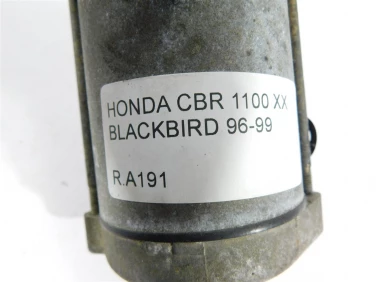 HONDA CBR 1100 XX
BLACKBIRD 96-99
R.A191